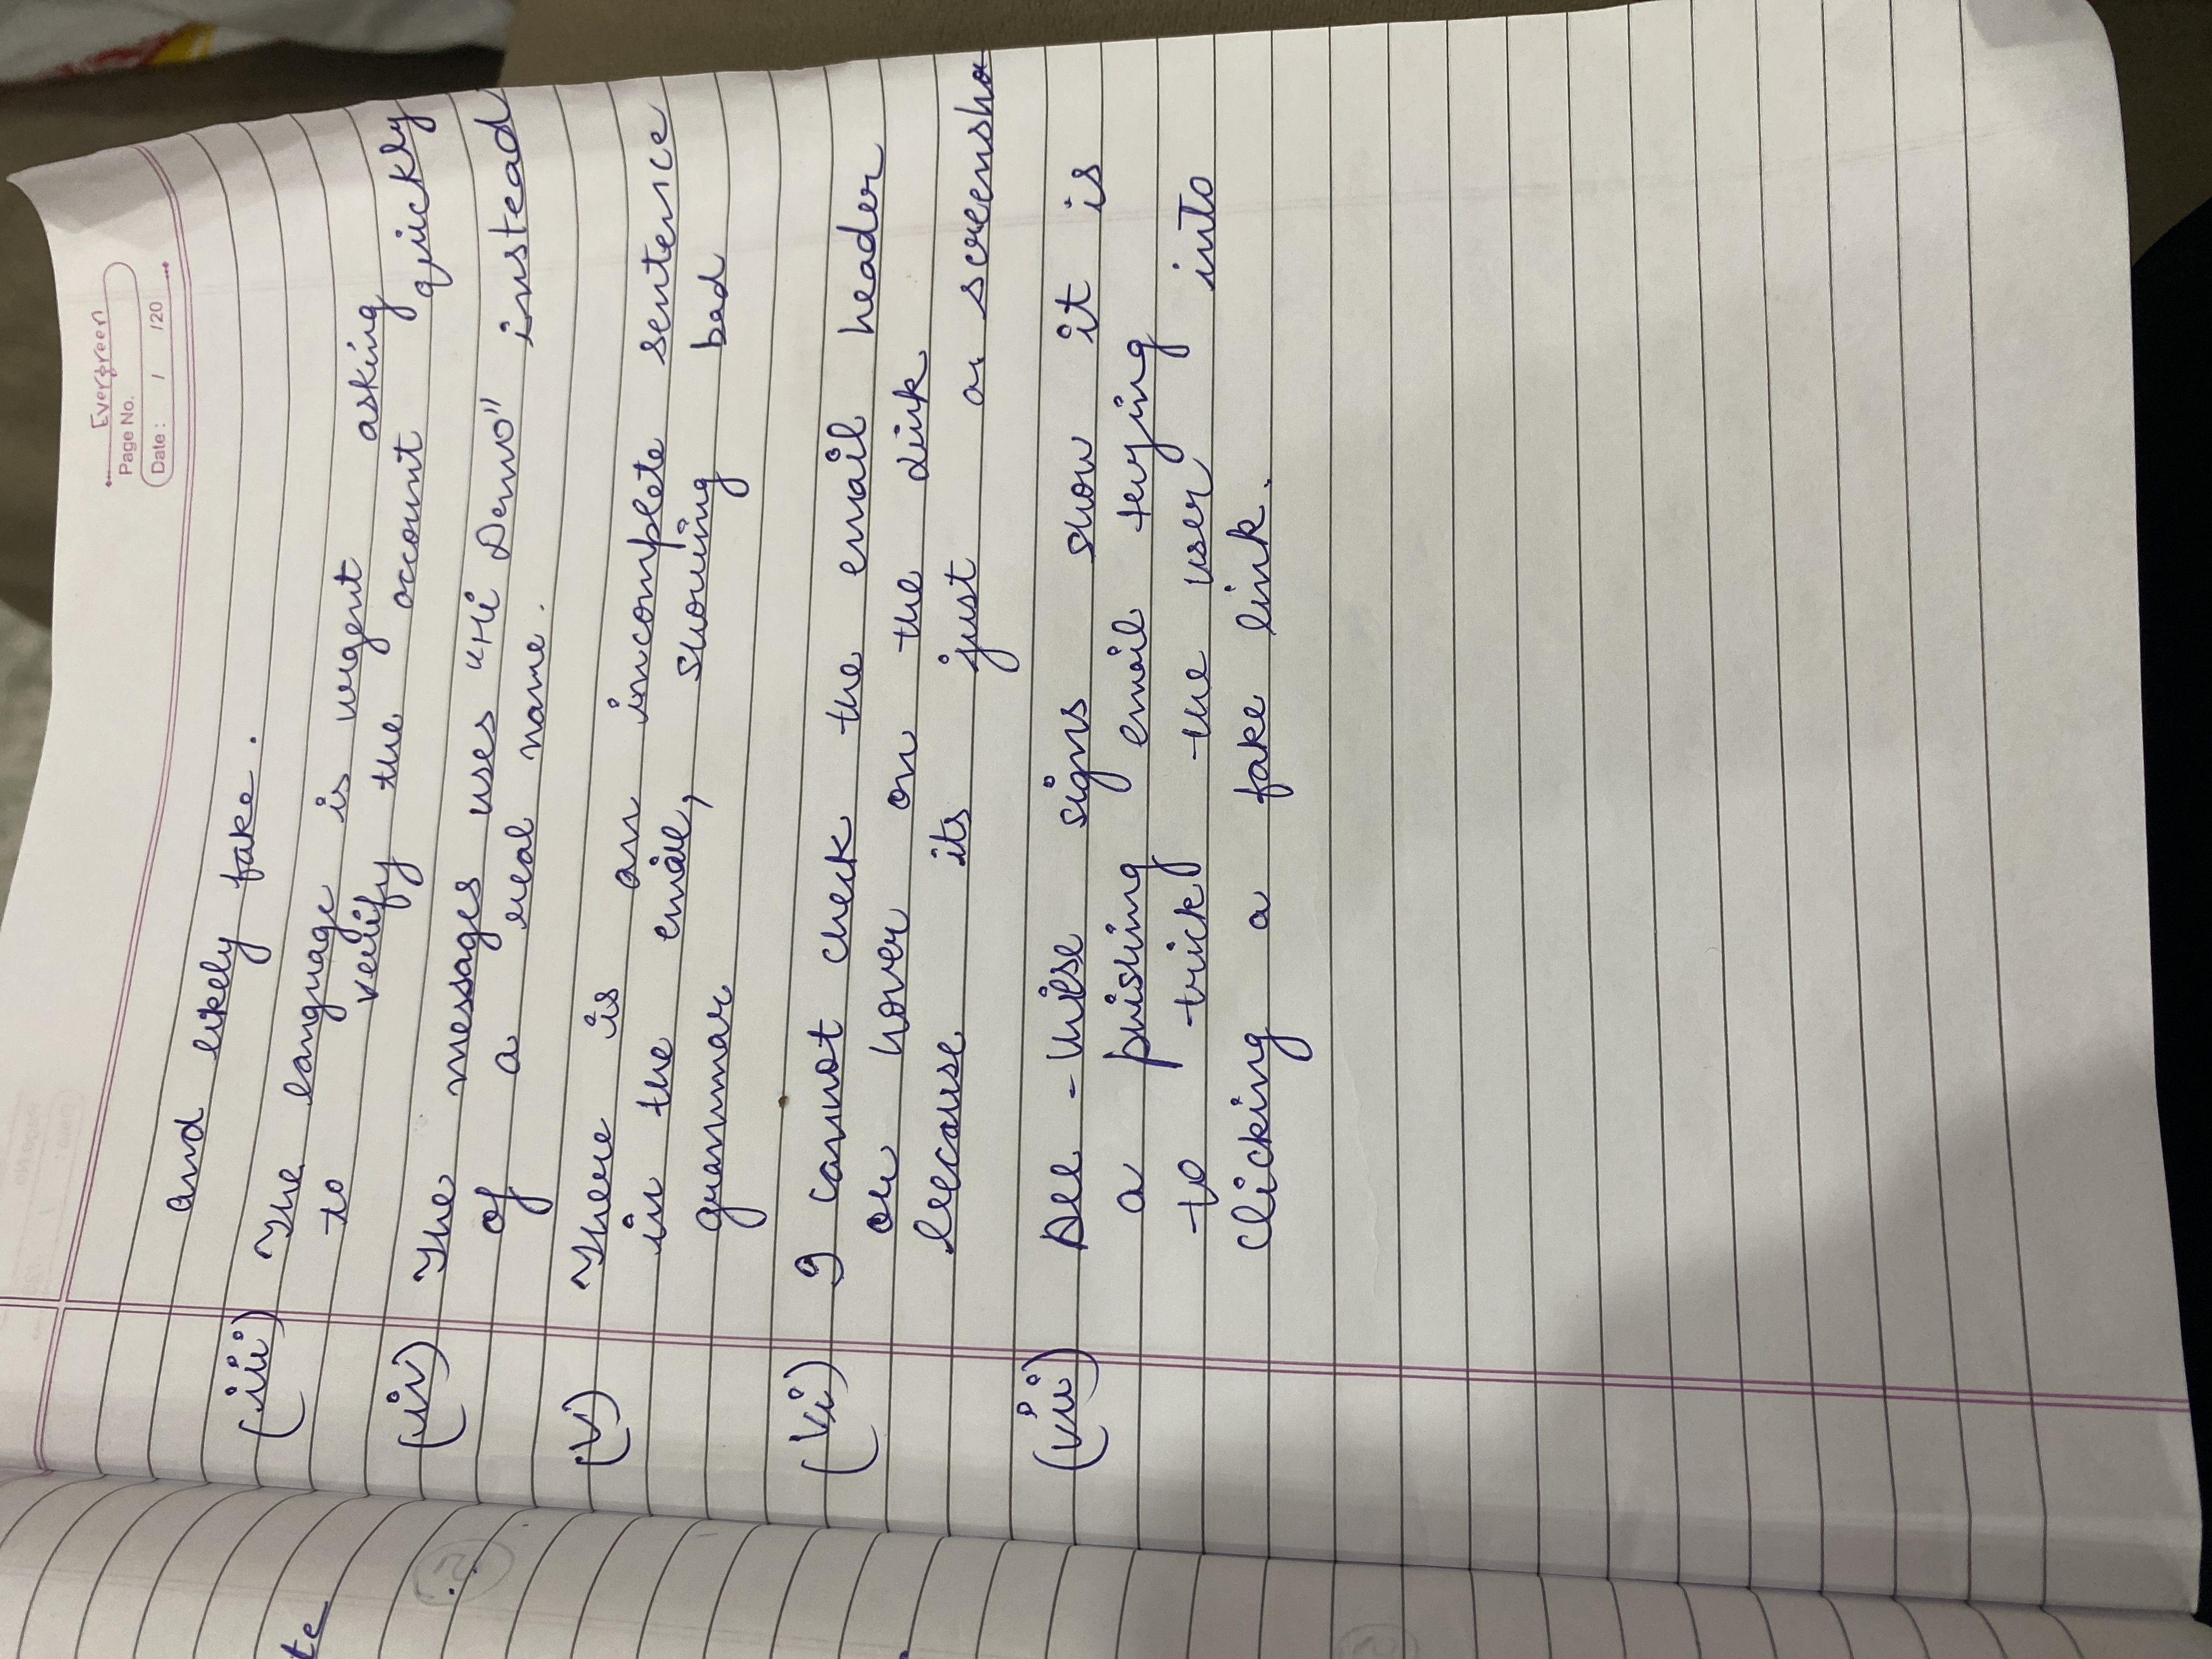 Evergreen
Page No.
Date : / /20
and likely fake.
(iii) The language is urgent asking
to verify the account quickly
(iv) The messages uses "Hi Demo" instead
of a real name.
(v) There is an incomplete sentence
in the email, showing bad
grammar
(vi) I cannot check the email header
or hover on the link
because its just a screensho
(vii) All these signs show it is
a phishing email trying
to trick the user into
clicking a fake link.
te